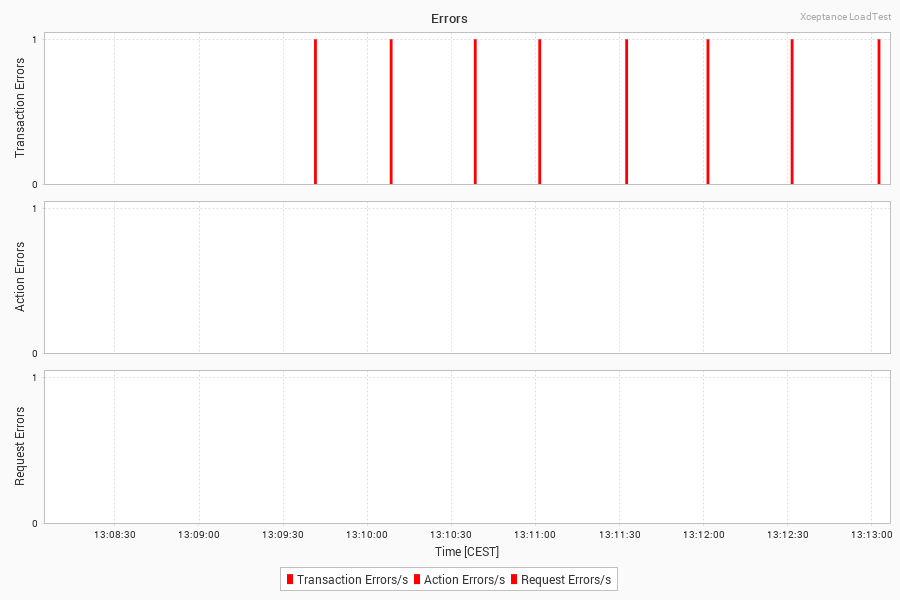 Errors
Xceptance LoadTest
1
Transaction Errors
0
1
Action Errors
0
1
Request Errors
0
13:08:30 13:09:00 13:09:30 13:10:00 13:10:30 13:11:00 13:11:30 13:12:00 13:12:30 13:13:00
Time [CEST]
Transaction Errors/s Action Errors/s Request Errors/s